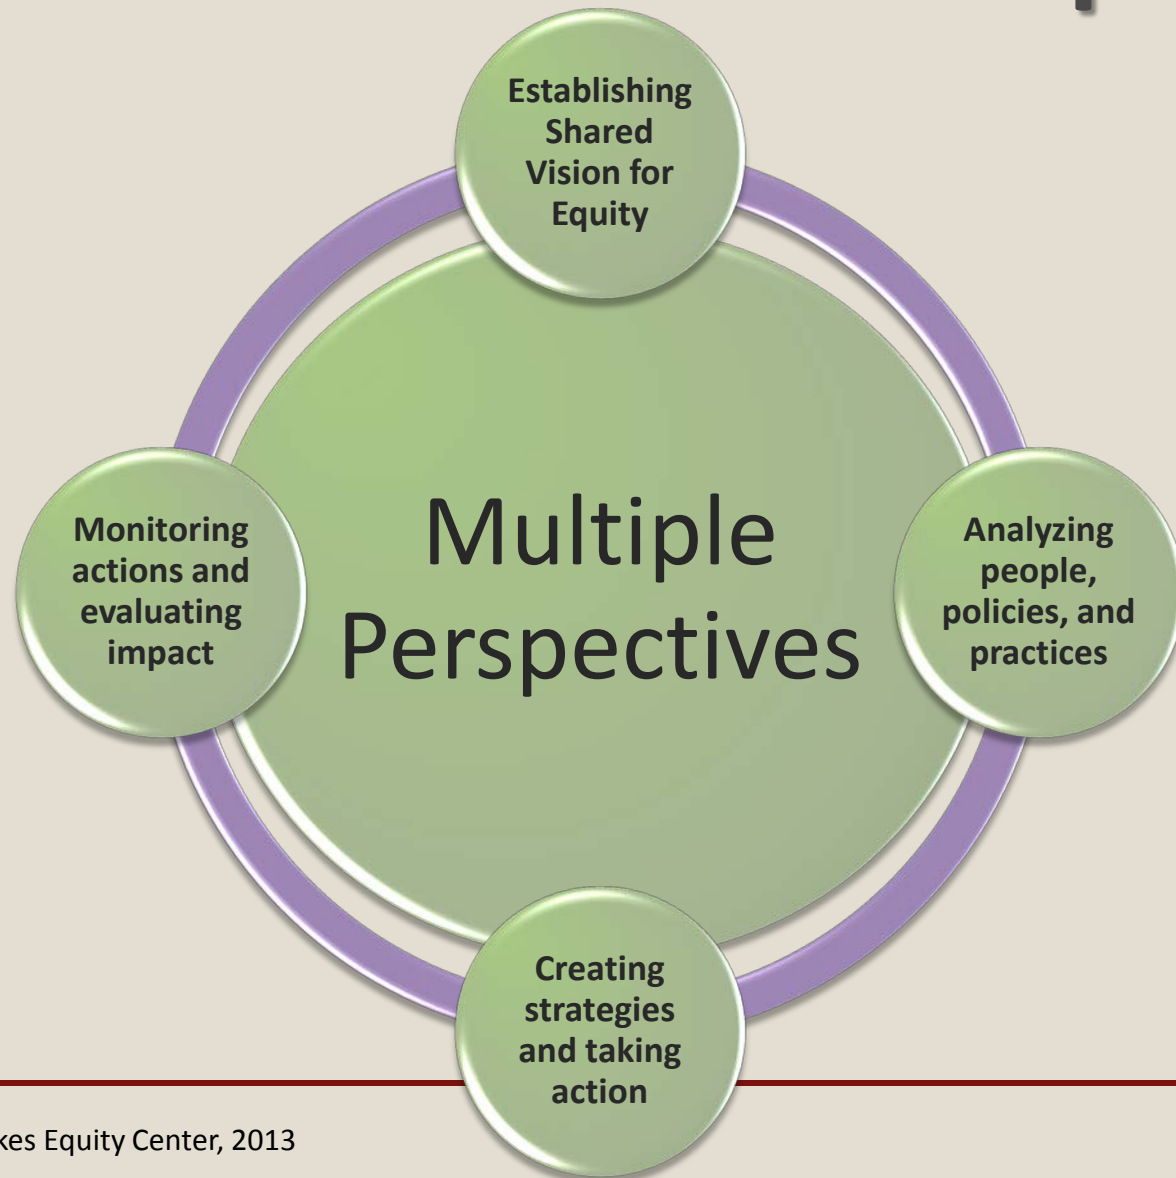 Establishing
Shared
Vision for
Equity
Monitoring
actions and
evaluating
impact
Multiple
Perspectives
Analyzing
people,
policies, and
practices
Creating
strategies
and taking
action
kes Equity Center, 2013